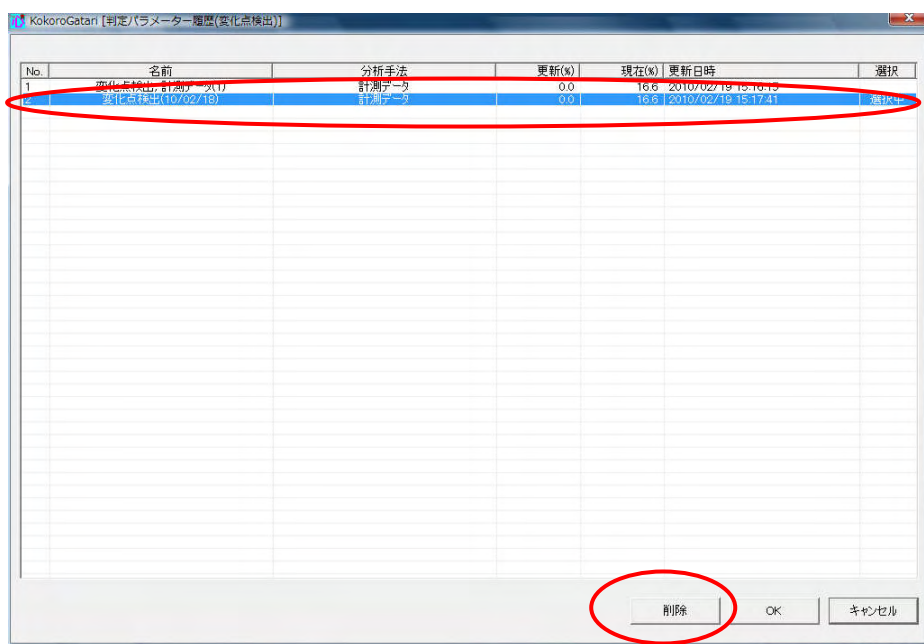 KokoroGatari [判定パラメーター履歴(変化点検出)]
No. 名前 分析手法 更新(%) 現在(%) 更新日時 選択
1 変化点検出, 計測データ(1) 計測データ 0.0 16.6 2010/02/19 15:16:15
2 変化点検出(10/02/18) 計測データ 0.0 16.6 2010/02/19 15:17:41 選択中
削除 OK キャンセル